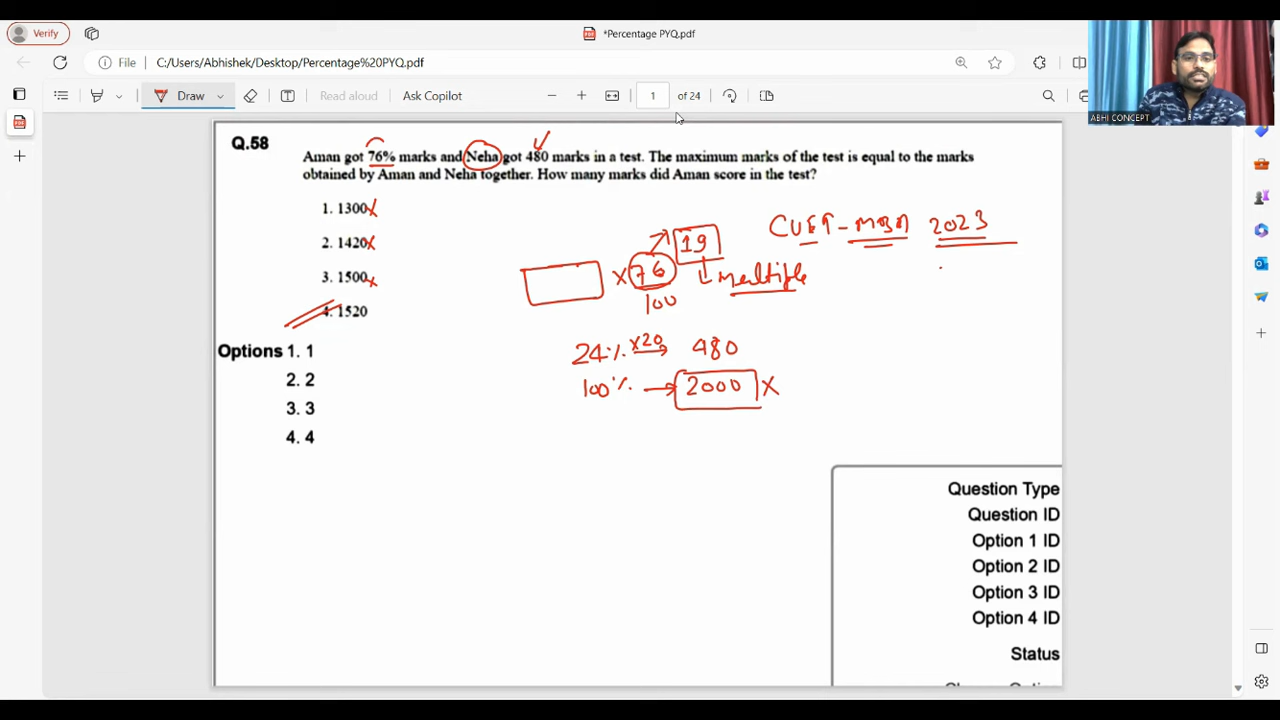 Verify
*Percentage PYQ.pdf
File C:/Users/Abhishek/Desktop/Percentage%20PYQ.pdf
Draw
Read aloud
Ask Copilot
1 of 24
ABHI CONCEPT
Q.58
Aman got 76% marks and Neha got 480 marks in a test. The maximum marks of the test is equal to the marks
obtained by Aman and Neha together. How many marks did Aman score in the test?
1. 1300 x
2. 1420 x
3. 1500 x
4. 1520
CUET-MBA 2023
19
x 76
100
multiple
24% x20 → 480
100% → 2000 x
Options 1. 1
2. 2
3. 3
4. 4
Question Type
Question ID
Option 1 ID
Option 2 ID
Option 3 ID
Option 4 ID
Status